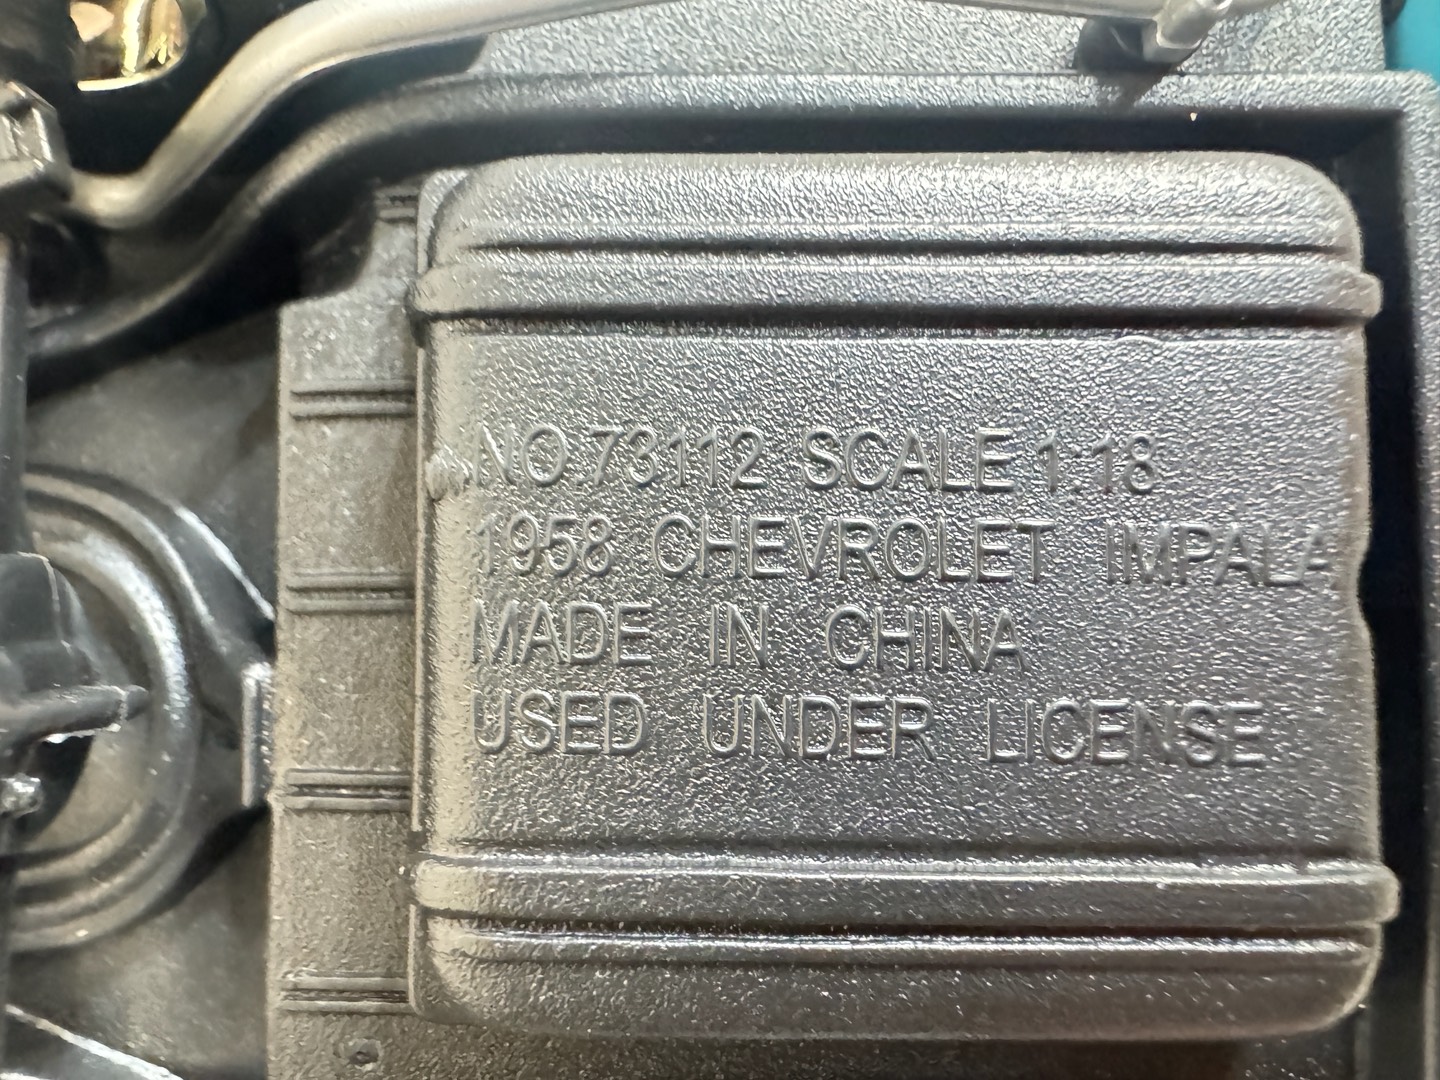 NO.73112 SCALE 1:18
1958 CHEVROLET IMPALA
MADE IN CHINA
USED UNDER LICENSE